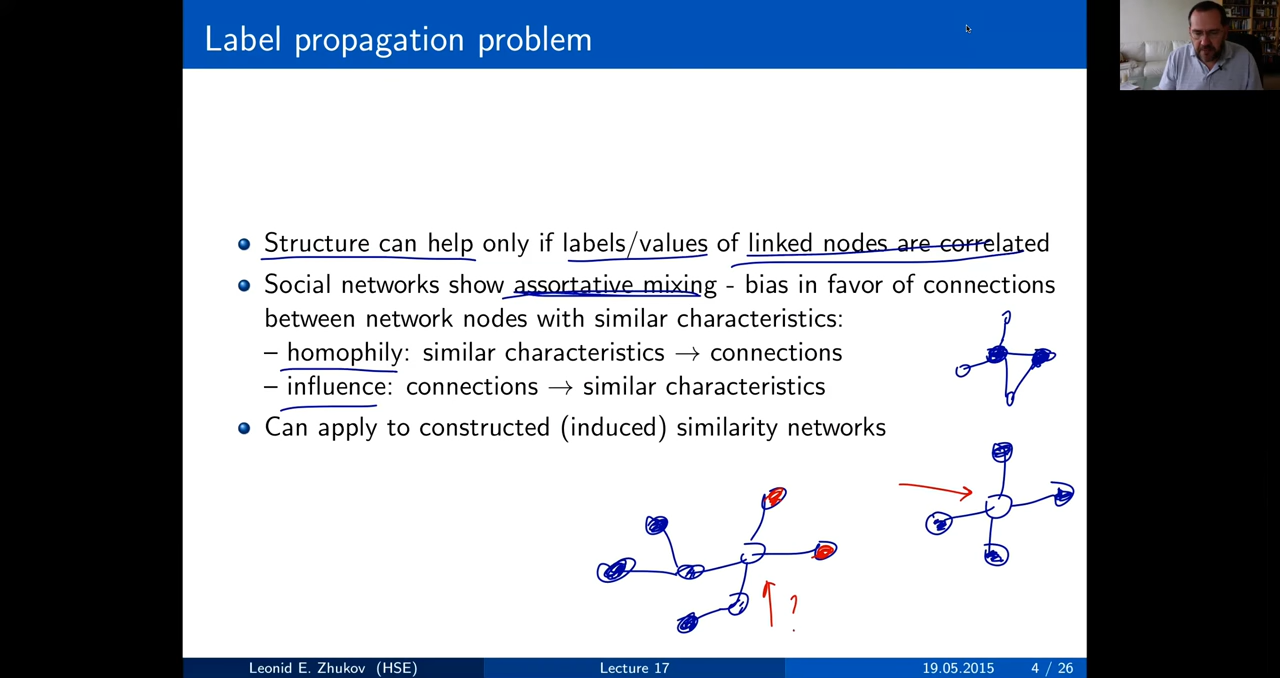 Label propagation problem
Structure can help only if labels/values of linked nodes are correlated
Social networks show assortative mixing - bias in favor of connections
between network nodes with similar characteristics:
– homophily: similar characteristics → connections
– influence: connections → similar characteristics
Can apply to constructed (induced) similarity networks
?
Leonid E. Zhukov (HSE) Lecture 17 19.05.2015 4 / 26